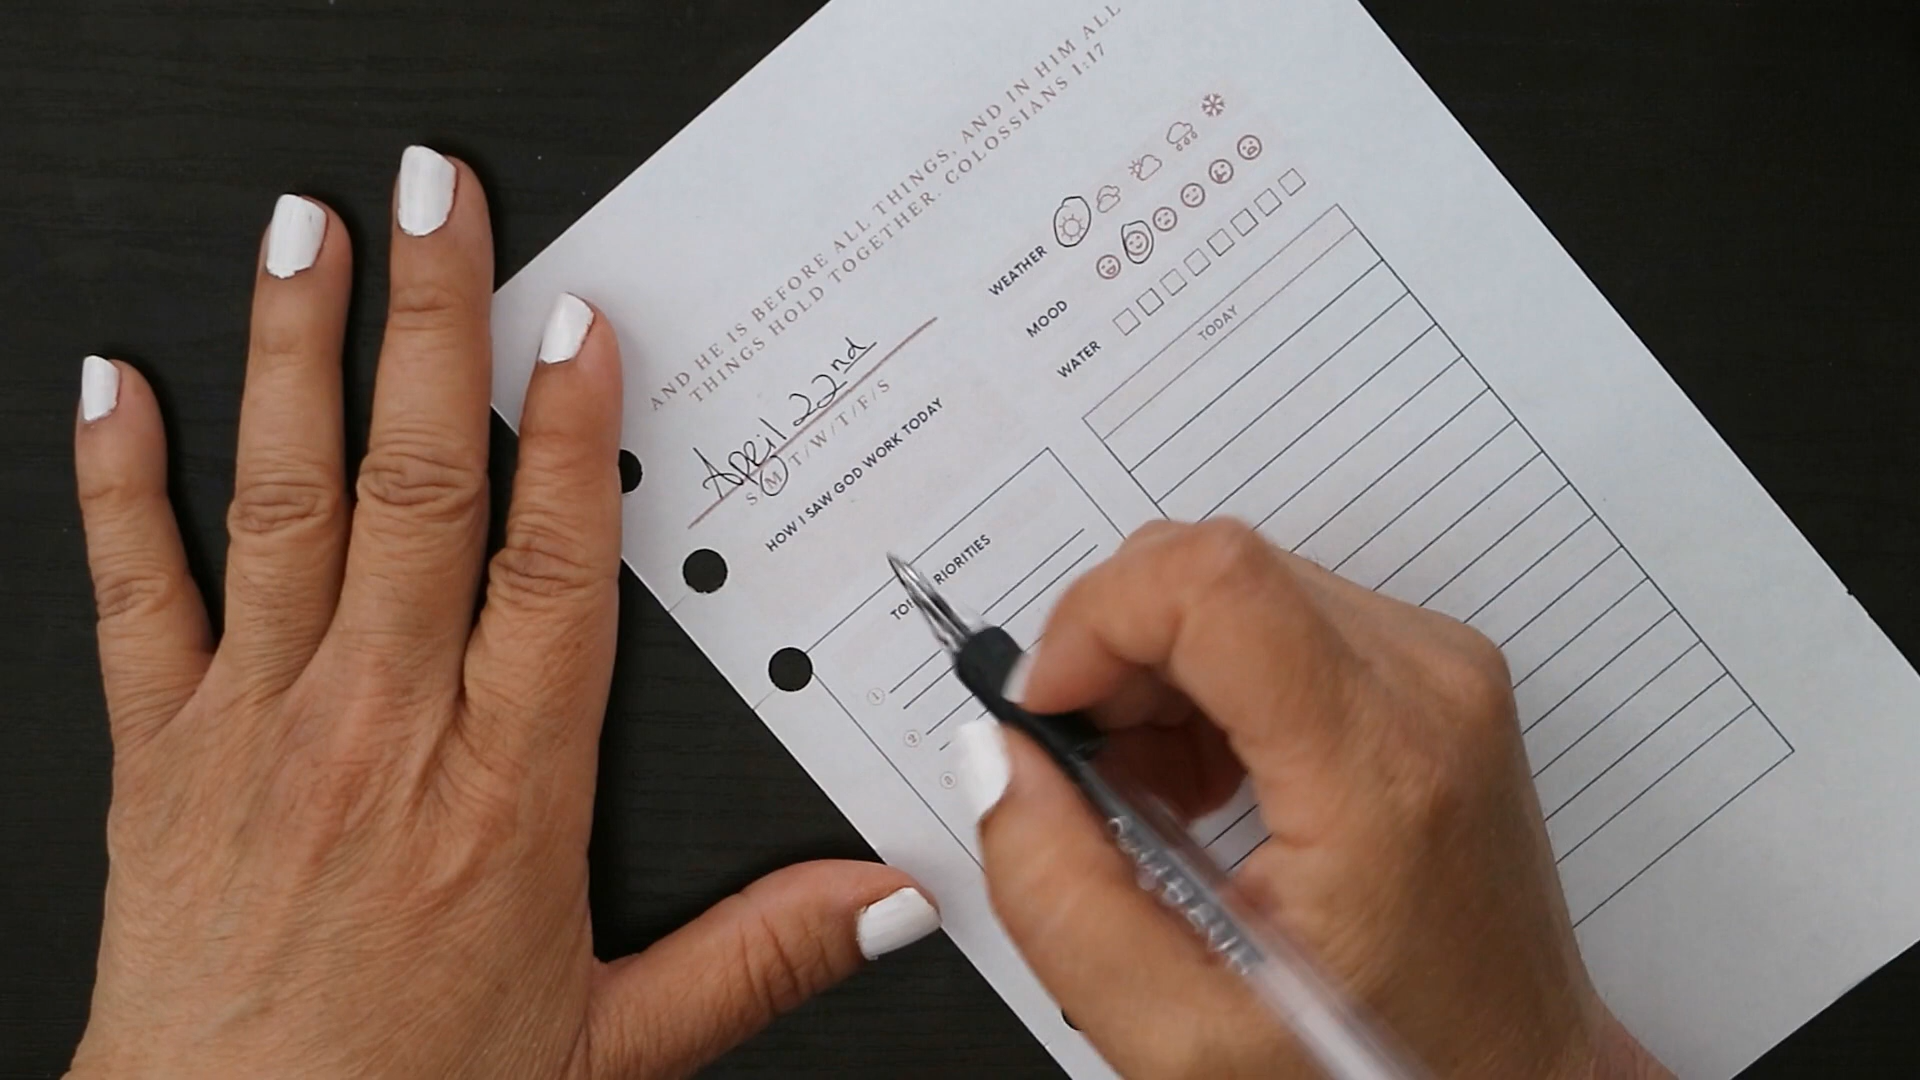 AND HE IS BEFORE ALL THINGS, AND IN HIM ALL
THINGS HOLD TOGETHER. COLOSSIANS 1:17
April 22nd
S/M/T/W/T/F/S
HOW I SAW GOD WORK TODAY
WEATHER
MOOD
WATER
TODAY
RIORITIES
1
2
3